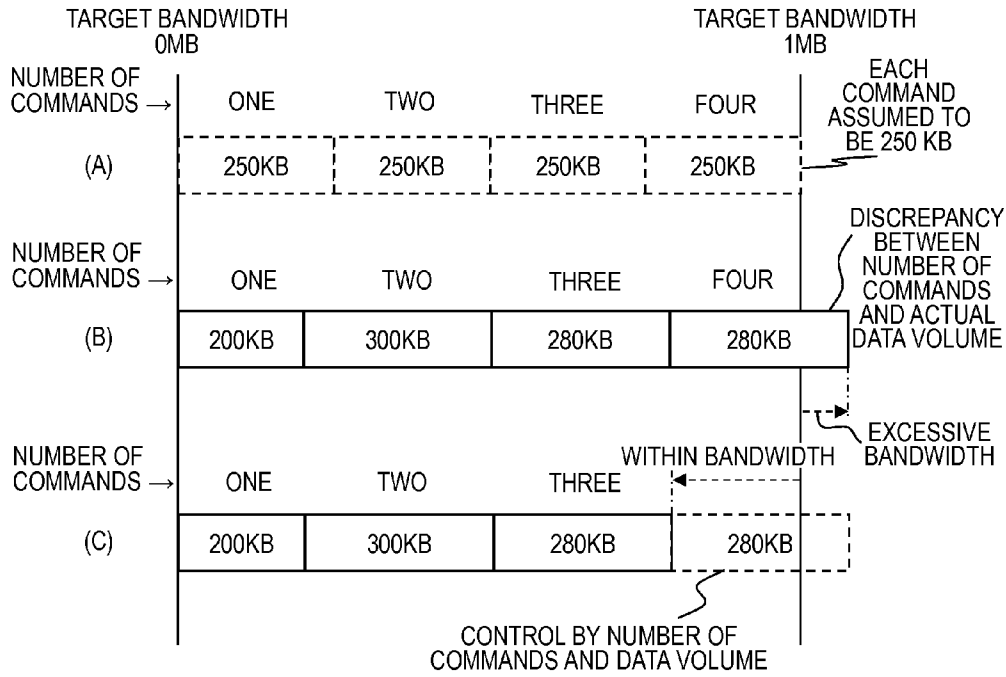 TARGET BANDWIDTH
0MB
TARGET BANDWIDTH
1MB
NUMBER OF
COMMANDS →
ONE
TWO
THREE
FOUR
EACH
COMMAND
ASSUMED TO
BE 250 KB
(A)
250KB
250KB
250KB
250KB
DISCREPANCY
BETWEEN
NUMBER OF
COMMANDS
AND ACTUAL
DATA VOLUME
NUMBER OF
COMMANDS →
ONE
TWO
THREE
FOUR
(B)
200KB
300KB
280KB
280KB
EXCESSIVE
BANDWIDTH
NUMBER OF
COMMANDS →
ONE
TWO
THREE
WITHIN BANDWIDTH
(C)
200KB
300KB
280KB
280KB
CONTROL BY NUMBER OF
COMMANDS AND DATA VOLUME